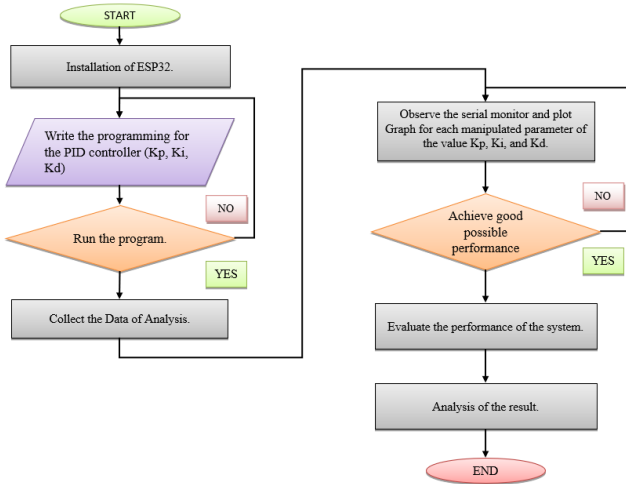 START
Installation of ESP32.
Write the programming for
the PID controller (Kp, Ki,
Kd)
NO
Run the program.
YES
Collect the Data of Analysis.
Observe the serial monitor and plot
Graph for each manipulated parameter of
the value Kp, Ki, and Kd.
NO
Achieve good
possible
performance
YES
Evaluate the performance of the system.
Analysis of the result.
END